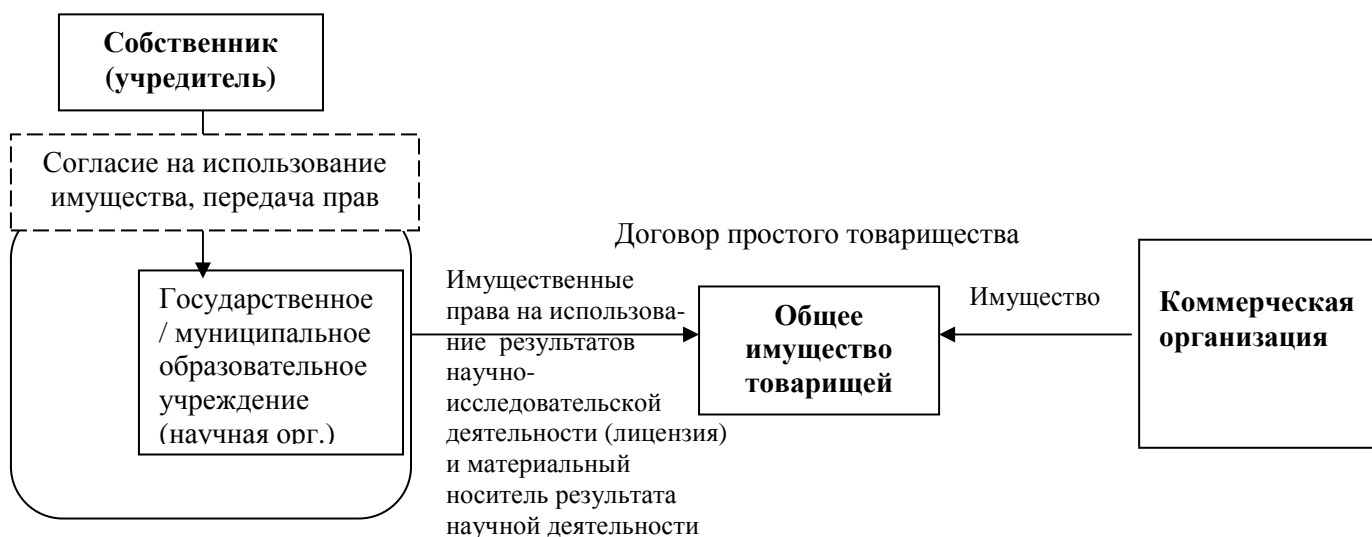 Собственник
(учредитель)
Согласие на использование
имущества, передача прав
Государственное
/ муниципальное
образовательное
учреждение
(научная орг.)
Договор простого товарищества
Имущественные
права на использова-
ние результатов
научно-
исследовательской
деятельности (лицензия)
и материальный
носитель результата
научной деятельности
Общее
имущество
товарищей
Имущество
Коммерческая
организация